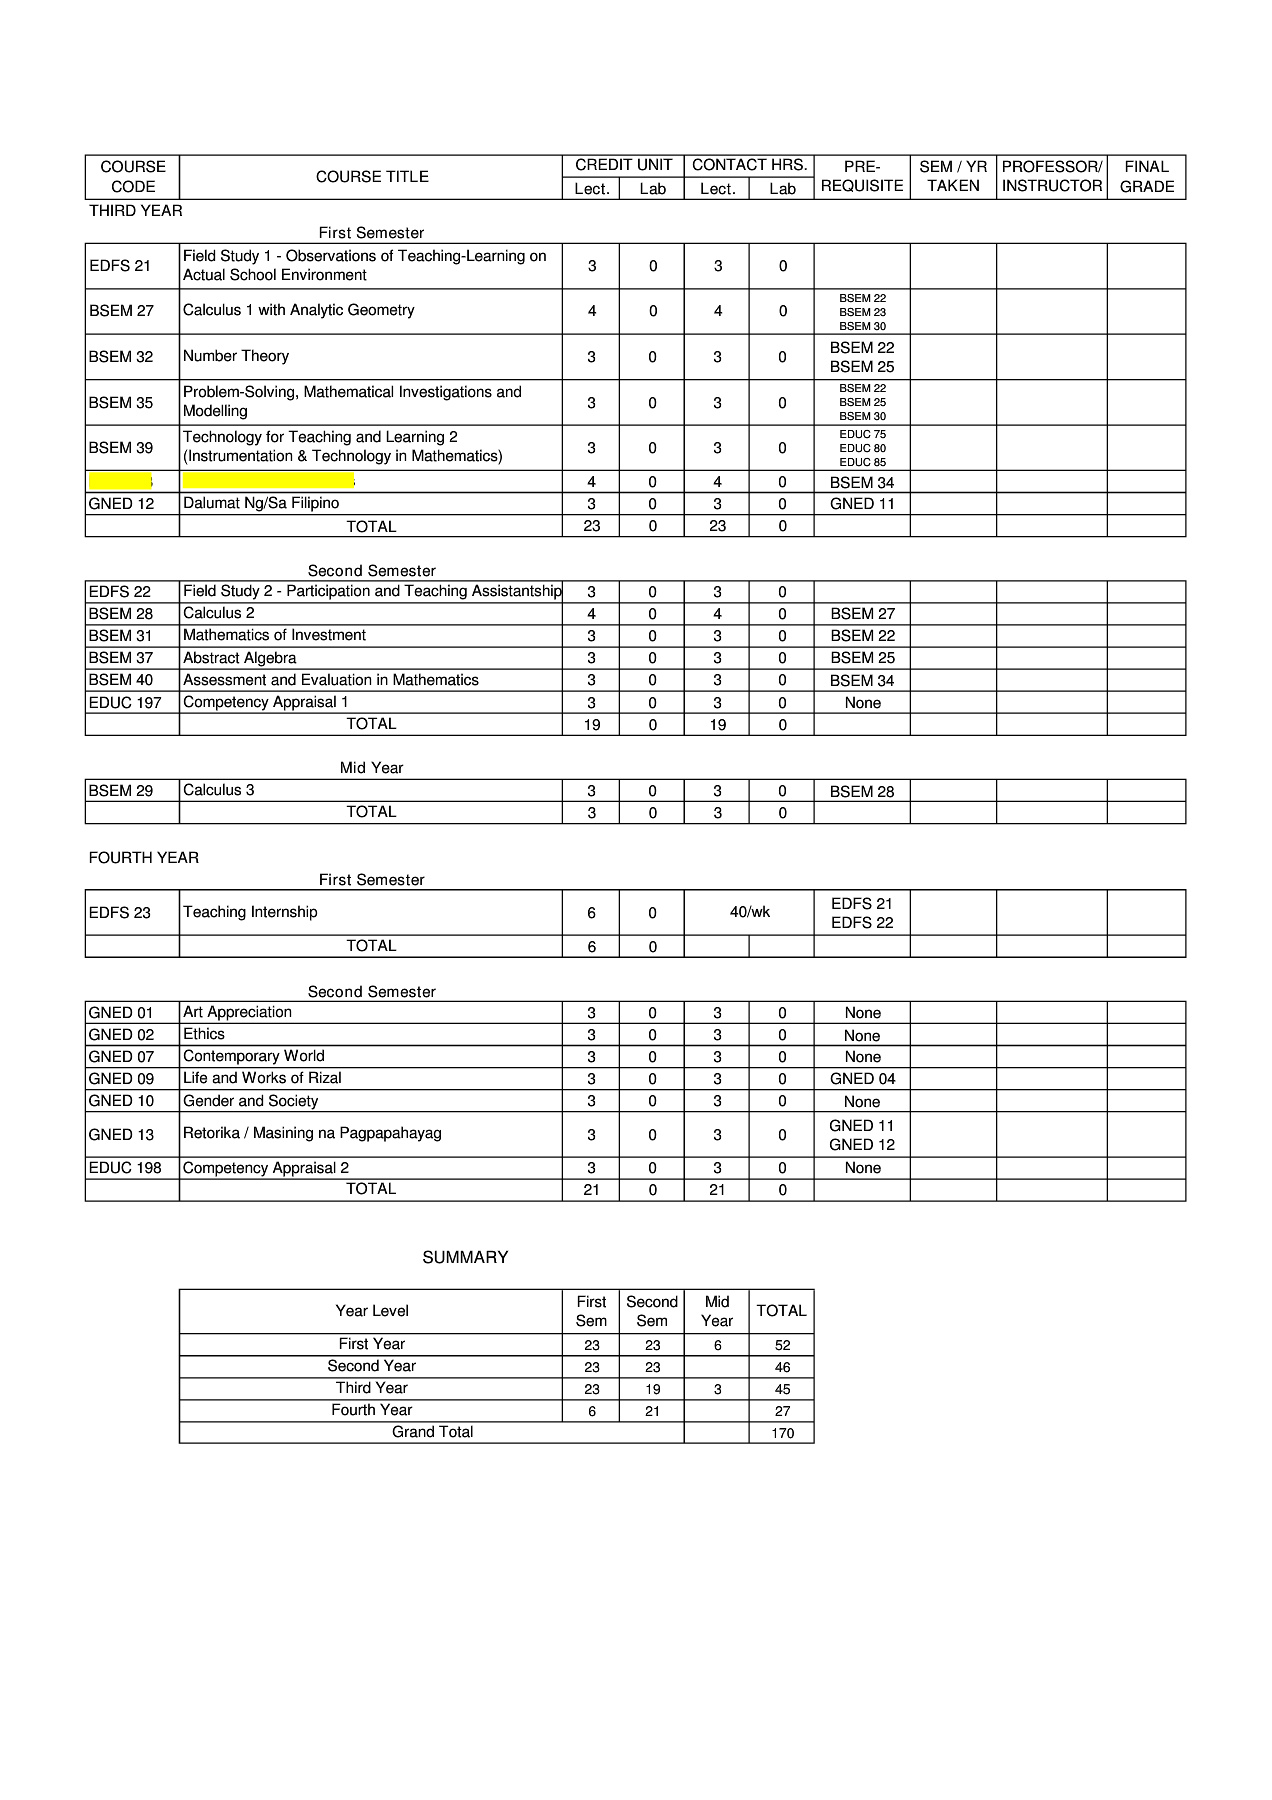 COURSE CODE COURSE TITLE CREDIT UNIT CONTACT HRS. PRE-REQUISITE SEM / YR TAKEN PROFESSOR/ INSTRUCTOR FINAL GRADE
Lect. Lab Lect. Lab
THIRD YEAR
First Semester
EDFS 21 Field Study 1 - Observations of Teaching-Learning on Actual School Environment 3 0 3 0
BSEM 27 Calculus 1 with Analytic Geometry 4 0 4 0 BSEM 22 BSEM 23 BSEM 30
BSEM 32 Number Theory 3 0 3 0 BSEM 22 BSEM 25
BSEM 35 Problem-Solving, Mathematical Investigations and Modelling 3 0 3 0 BSEM 22 BSEM 25 BSEM 30
BSEM 39 Technology for Teaching and Learning 2 (Instrumentation & Technology in Mathematics) 3 0 3 0 EDUC 75 EDUC 80 EDUC 85
4 0 4 0 BSEM 34
GNED 12 Dalumat Ng/Sa Filipino 3 0 3 0 GNED 11
TOTAL 23 0 23 0
Second Semester
EDFS 22 Field Study 2 - Participation and Teaching Assistantship 3 0 3 0
BSEM 28 Calculus 2 4 0 4 0 BSEM 27
BSEM 31 Mathematics of Investment 3 0 3 0 BSEM 22
BSEM 37 Abstract Algebra 3 0 3 0 BSEM 25
BSEM 40 Assessment and Evaluation in Mathematics 3 0 3 0 BSEM 34
EDUC 197 Competency Appraisal 1 3 0 3 0 None
TOTAL 19 0 19 0
Mid Year
BSEM 29 Calculus 3 3 0 3 0 BSEM 28
TOTAL 3 0 3 0
FOURTH YEAR
First Semester
EDFS 23 Teaching Internship 6 0 40/wk EDFS 21 EDFS 22
TOTAL 6 0
Second Semester
GNED 01 Art Appreciation 3 0 3 0 None
GNED 02 Ethics 3 0 3 0 None
GNED 07 Contemporary World 3 0 3 0 None
GNED 09 Life and Works of Rizal 3 0 3 0 GNED 04
GNED 10 Gender and Society 3 0 3 0 None
GNED 13 Retorika / Masining na Pagpapahayag 3 0 3 0 GNED 11 GNED 12
EDUC 198 Competency Appraisal 2 3 0 3 0 None
TOTAL 21 0 21 0
SUMMARY
Year Level First Sem Second Sem Mid Year TOTAL
First Year 23 23 6 52
Second Year 23 23 46
Third Year 23 19 3 45
Fourth Year 6 21 27
Grand Total 170